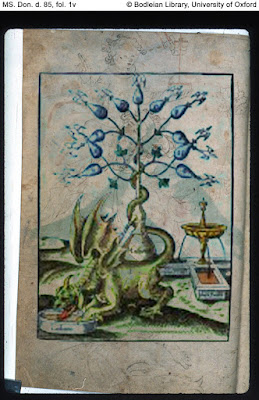 MS. Don. d. 85, fol. 1v
© Bodleian Library, University of Oxford